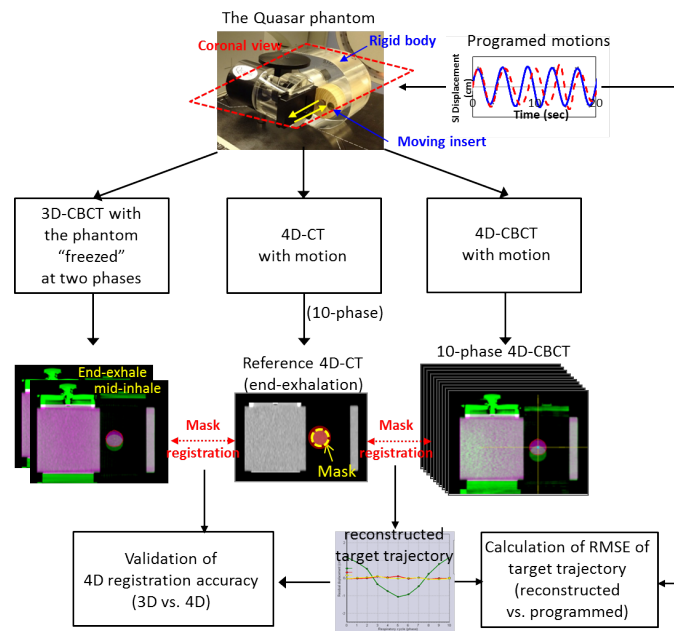 The Quasar phantom
Coronal view
Rigid body
Moving insert
Programed motions
SI Displacement
(cm)
0
10
20
Time (sec)
3D-CBCT with
the phantom
“freezed”
at two phases
4D-CT
with motion
4D-CBCT
with motion
(10-phase)
End-exhale
mid-inhale
Reference 4D-CT
(end-exhalation)
10-phase 4D-CBCT
Mask
registration
Mask
Mask
registration
Validation of
4D registration accuracy
(3D vs. 4D)
reconstructed
target trajectory
Calculation of RMSE of
target trajectory
(reconstructed
vs. programmed)